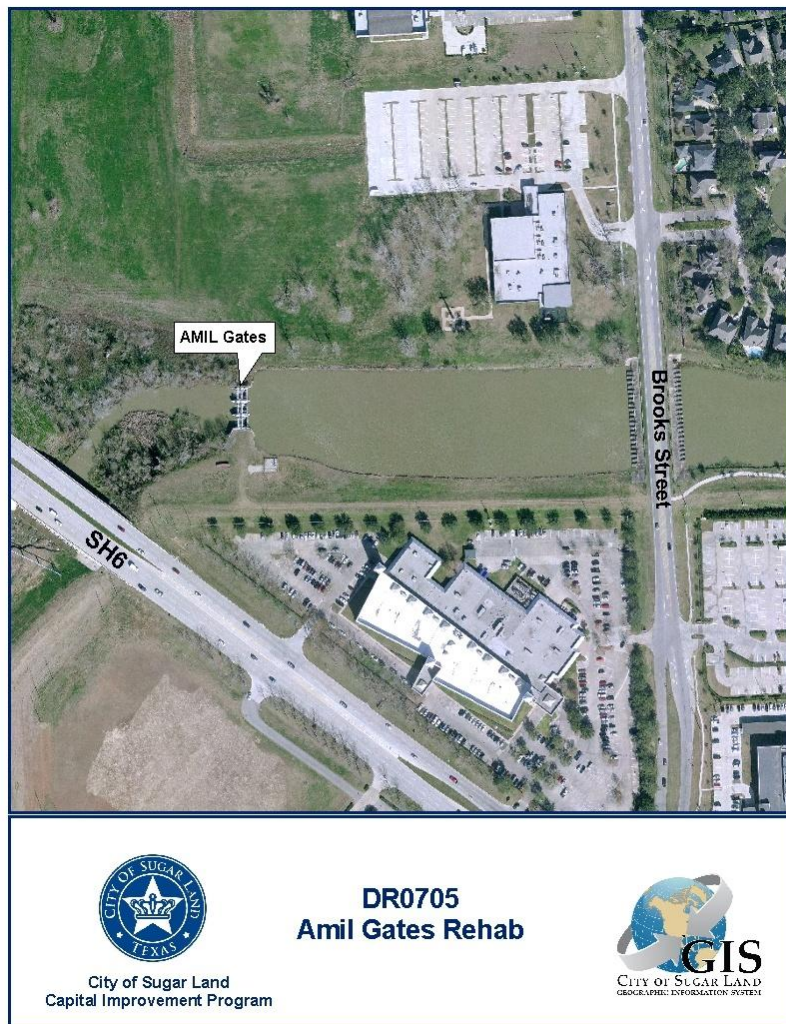 AMIL Gates
Brooks Street
SH6
CITY OF SUGAR LAND
TEXAS
City of Sugar Land
Capital Improvement Program
DR0705
Amil Gates Rehab
GIS
CITY OF SUGAR LAND
GEOGRAPHIC INFORMATION SYSTEM